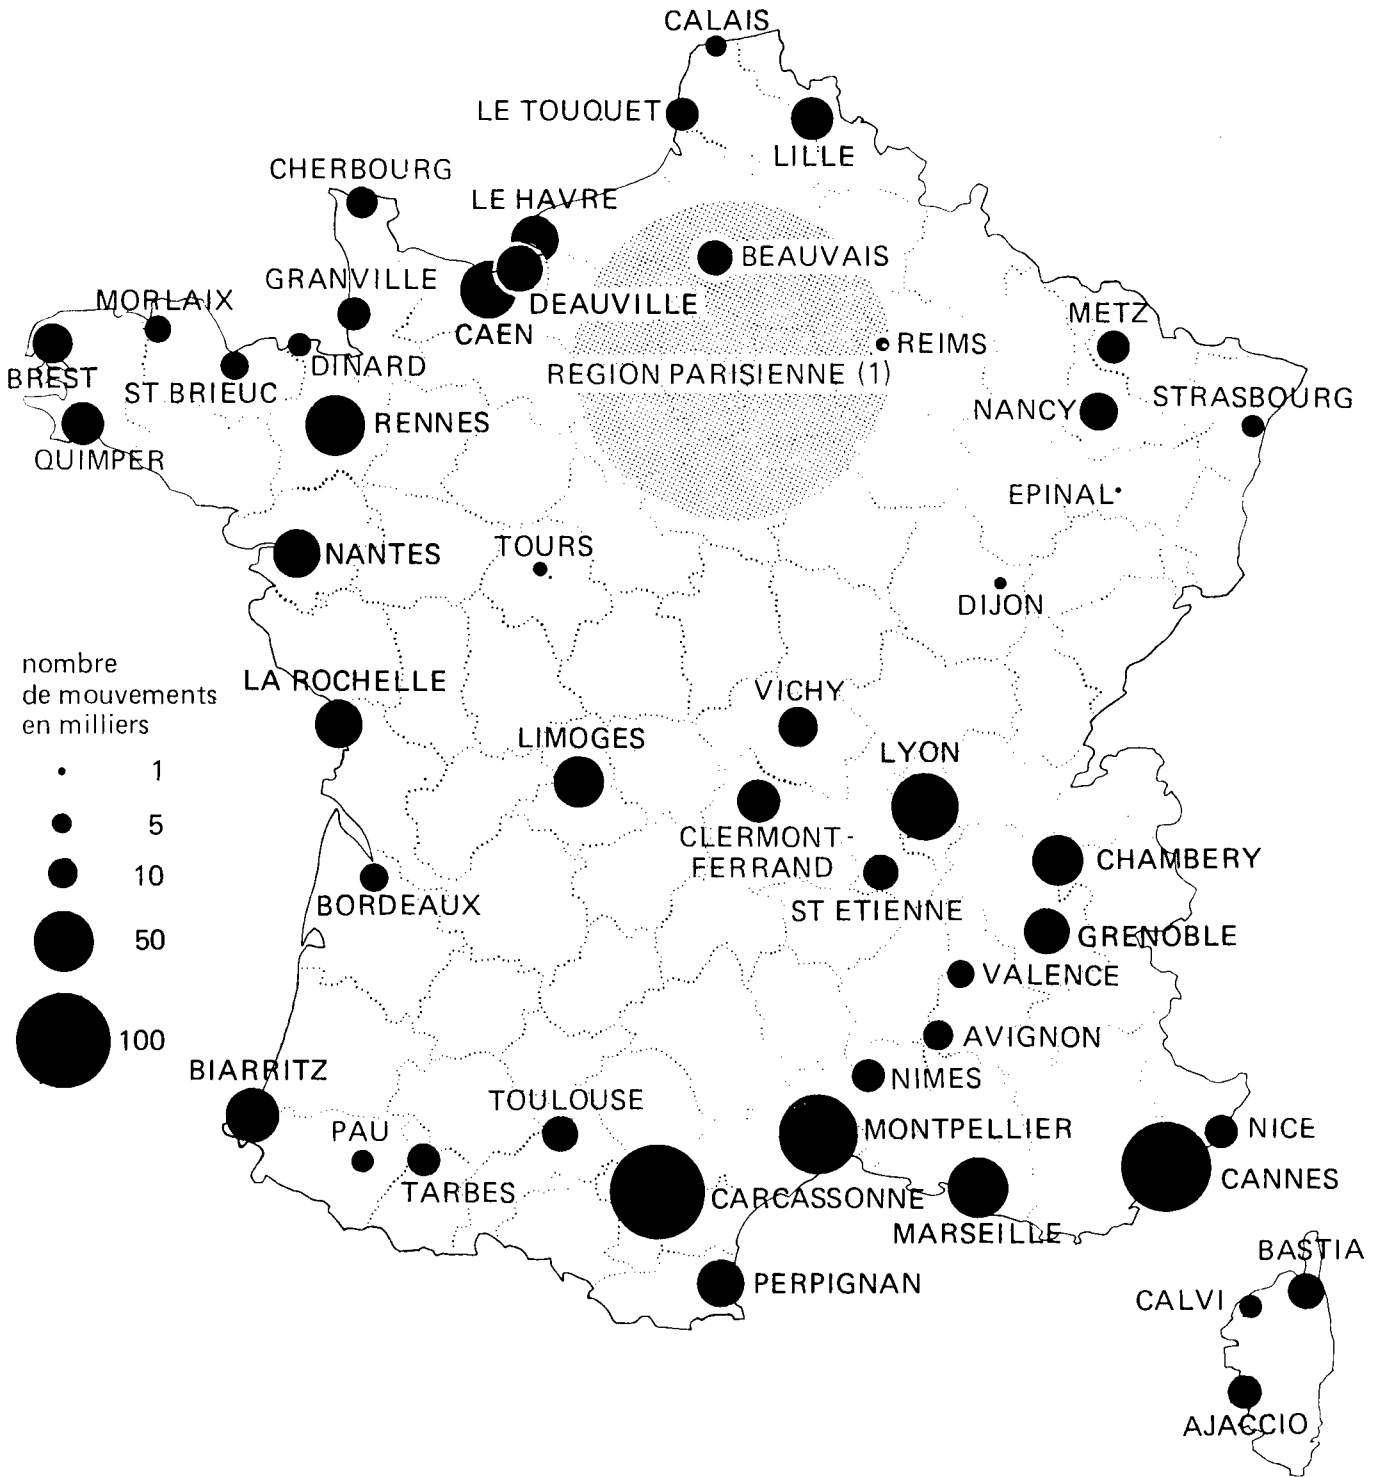 CALAIS
LE TOUQUET
LILLE
CHERBOURG
LE HAVRE
BEAUVAIS
GRANVILLE
DEAUVILLE
MORLAIX
CAEN
METZ
REIMS
BREST
ST BRIEUC
DINARD
REGION PARISIENNE (1)
STRASBOURG
NANCY
RENNES
QUIMPER
EPINAL
NANTES
TOURS
DIJON
nombre
de mouvements
en milliers
1
5
10
50
100
LA ROCHELLE
VICHY
LIMOGES
LYON
CLERMONT-
FERRAND
CHAMBERY
ST ETIENNE
BORDEAUX
GRENOBLE
VALENCE
AVIGNON
BIARRITZ
NIMES
TOULOUSE
PAU
MONTPELLIER
NICE
TARBES
CARCASSONNE
CANNES
MARSEILLE
BASTIA
PERPIGNAN
CALVI
AJACCIO